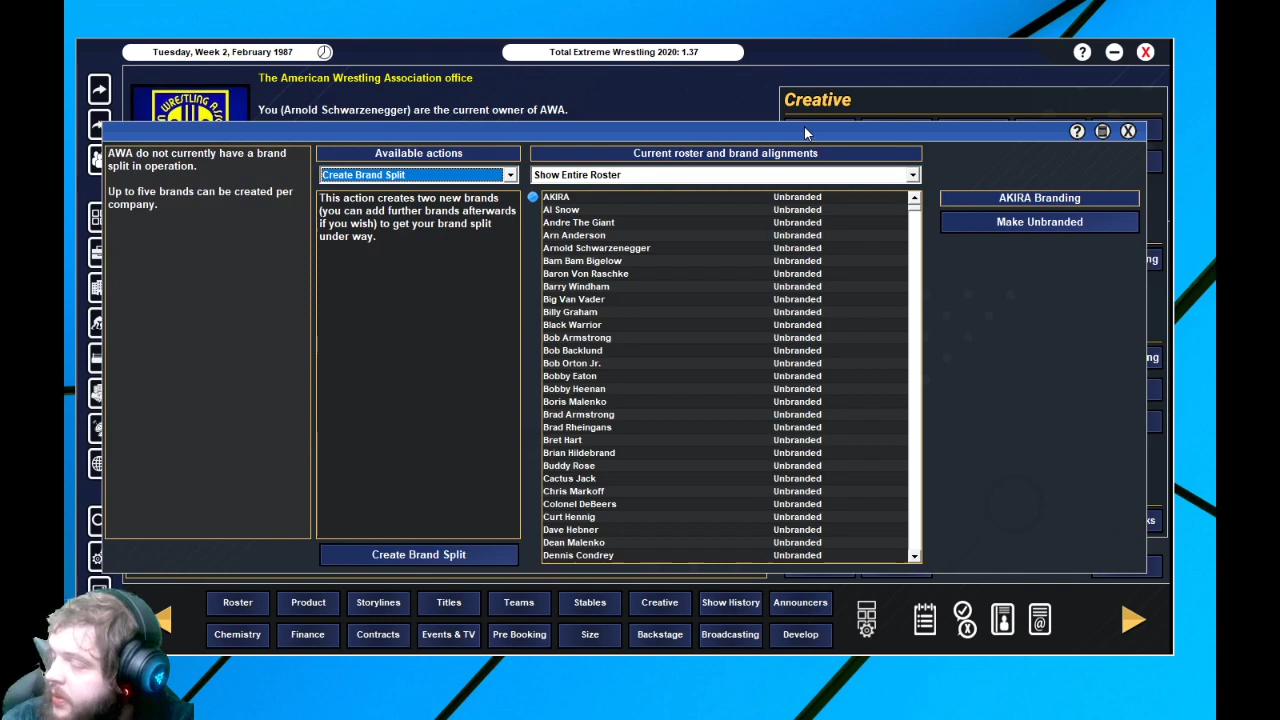 Tuesday, Week 2, February 1987
Total Extreme Wrestling 2020: 1.37
?
X
The American Wrestling Association office
WRESTLING
You (Arnold Schwarzenegger) are the current owner of AWA.
Creative
?
X
AWA do not currently have a brand
split in operation.
Up to five brands can be created per
company.
Available actions
Create Brand Split
This action creates two new brands
(you can add further brands afterwards
if you wish) to get your brand split
under way.
Create Brand Split
Current roster and brand alignments
Show Entire Roster
AKIRA Unbranded
Al Snow Unbranded
Andre The Giant Unbranded
Arn Anderson Unbranded
Arnold Schwarzenegger Unbranded
Bam Bam Bigelow Unbranded
Baron Von Raschke Unbranded
Barry Windham Unbranded
Big Van Vader Unbranded
Billy Graham Unbranded
Black Warrior Unbranded
Bob Armstrong Unbranded
Bob Backlund Unbranded
Bob Orton Jr. Unbranded
Bobby Eaton Unbranded
Bobby Heenan Unbranded
Boris Malenko Unbranded
Brad Armstrong Unbranded
Brad Rheingans Unbranded
Bret Hart Unbranded
Brian Hildebrand Unbranded
Buddy Rose Unbranded
Cactus Jack Unbranded
Chris Markoff Unbranded
Colonel DeBeers Unbranded
Curt Hennig Unbranded
Dave Hebner Unbranded
Dean Malenko Unbranded
Dennis Condrey Unbranded
AKIRA Branding
Make Unbranded
ng
ng
ks
Roster Product Storylines Titles Teams Stables Creative Show History Announcers
Chemistry Finance Contracts Events & TV Pre Booking Size Backstage Broadcasting Develop